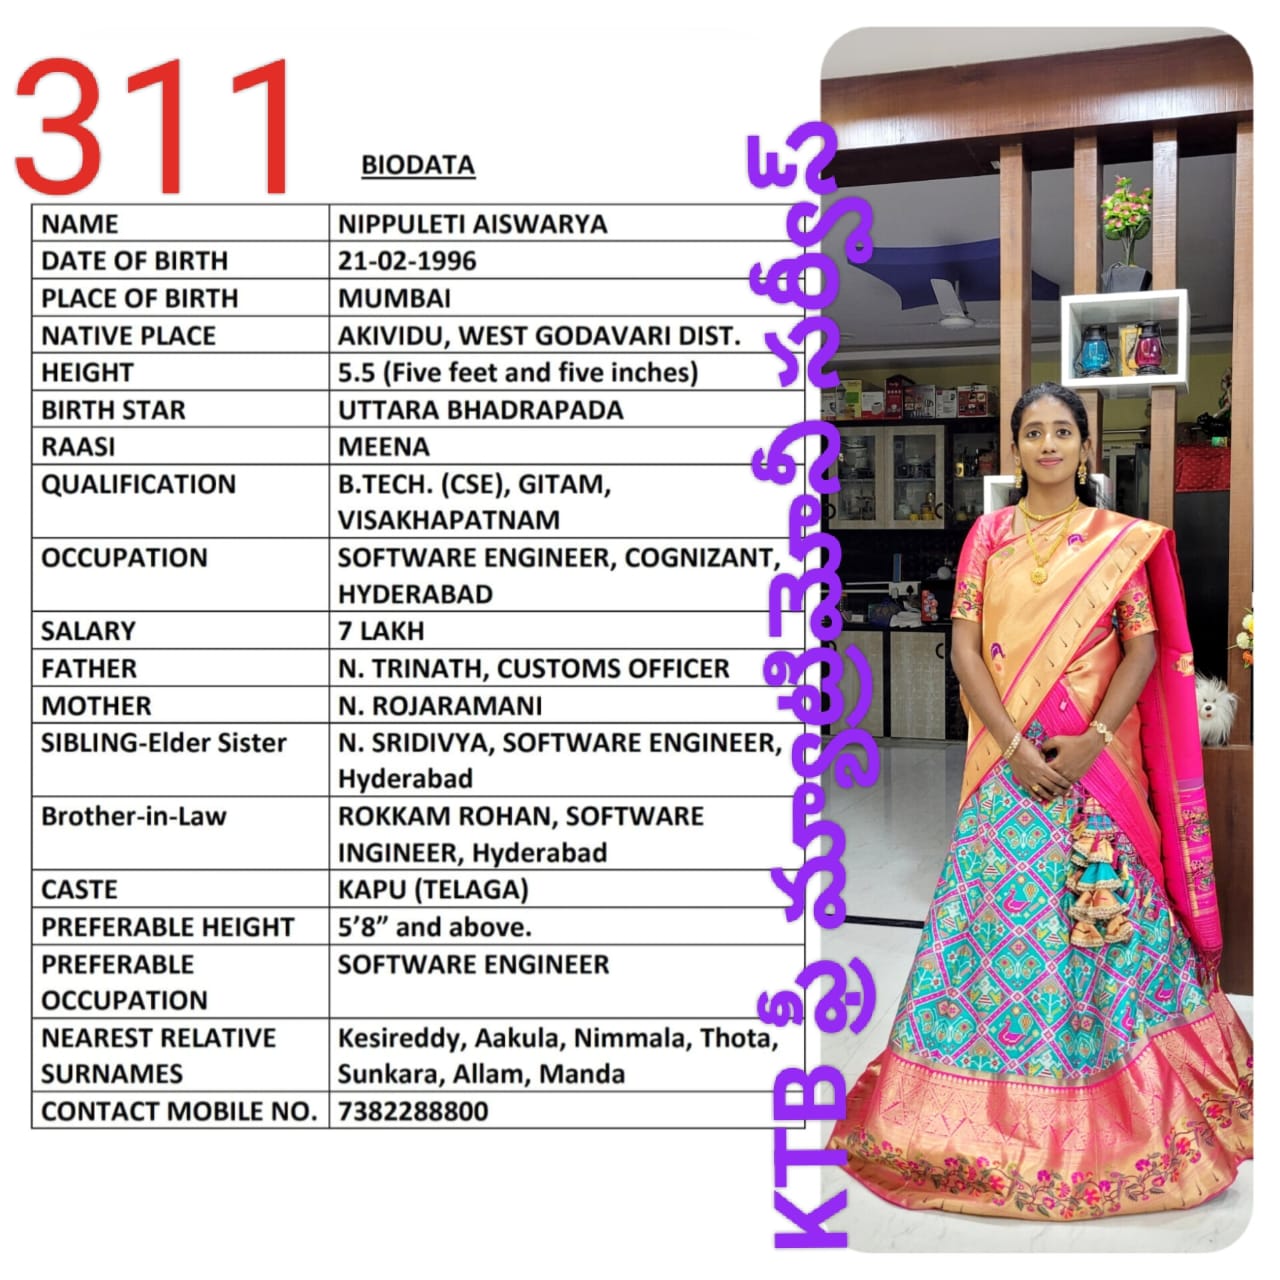 311
BIODATA
NAME NIPPULETI AISWARYA
DATE OF BIRTH 21-02-1996
PLACE OF BIRTH MUMBAI
NATIVE PLACE AKIVIDU, WEST GODAVARI DIST.
HEIGHT 5.5 (Five feet and five inches)
BIRTH STAR UTTARA BHADRAPADA
RAASI MEENA
QUALIFICATION B.TECH. (CSE), GITAM,
VISAKHAPATNAM
OCCUPATION SOFTWARE ENGINEER, COGNIZANT,
HYDERABAD
SALARY 7 LAKH
FATHER N. TRINATH, CUSTOMS OFFICER
MOTHER N. ROJARAMANI
SIBLING-Elder Sister N. SRIDIVYA, SOFTWARE ENGINEER,
Hyderabad
Brother-in-Law ROKKAM ROHAN, SOFTWARE
INGINEER, Hyderabad
CASTE KAPU (TELAGA)
PREFERABLE HEIGHT 5’8” and above.
PREFERABLE SOFTWARE ENGINEER
OCCUPATION
NEAREST RELATIVE Kesireddy, Aakula, Nimmala, Thota,
SURNAMES Sunkara, Allam, Manda
CONTACT MOBILE NO. 7382288800
KTB ఫ్రీ మాట్రిమోనీ సర్వీస్